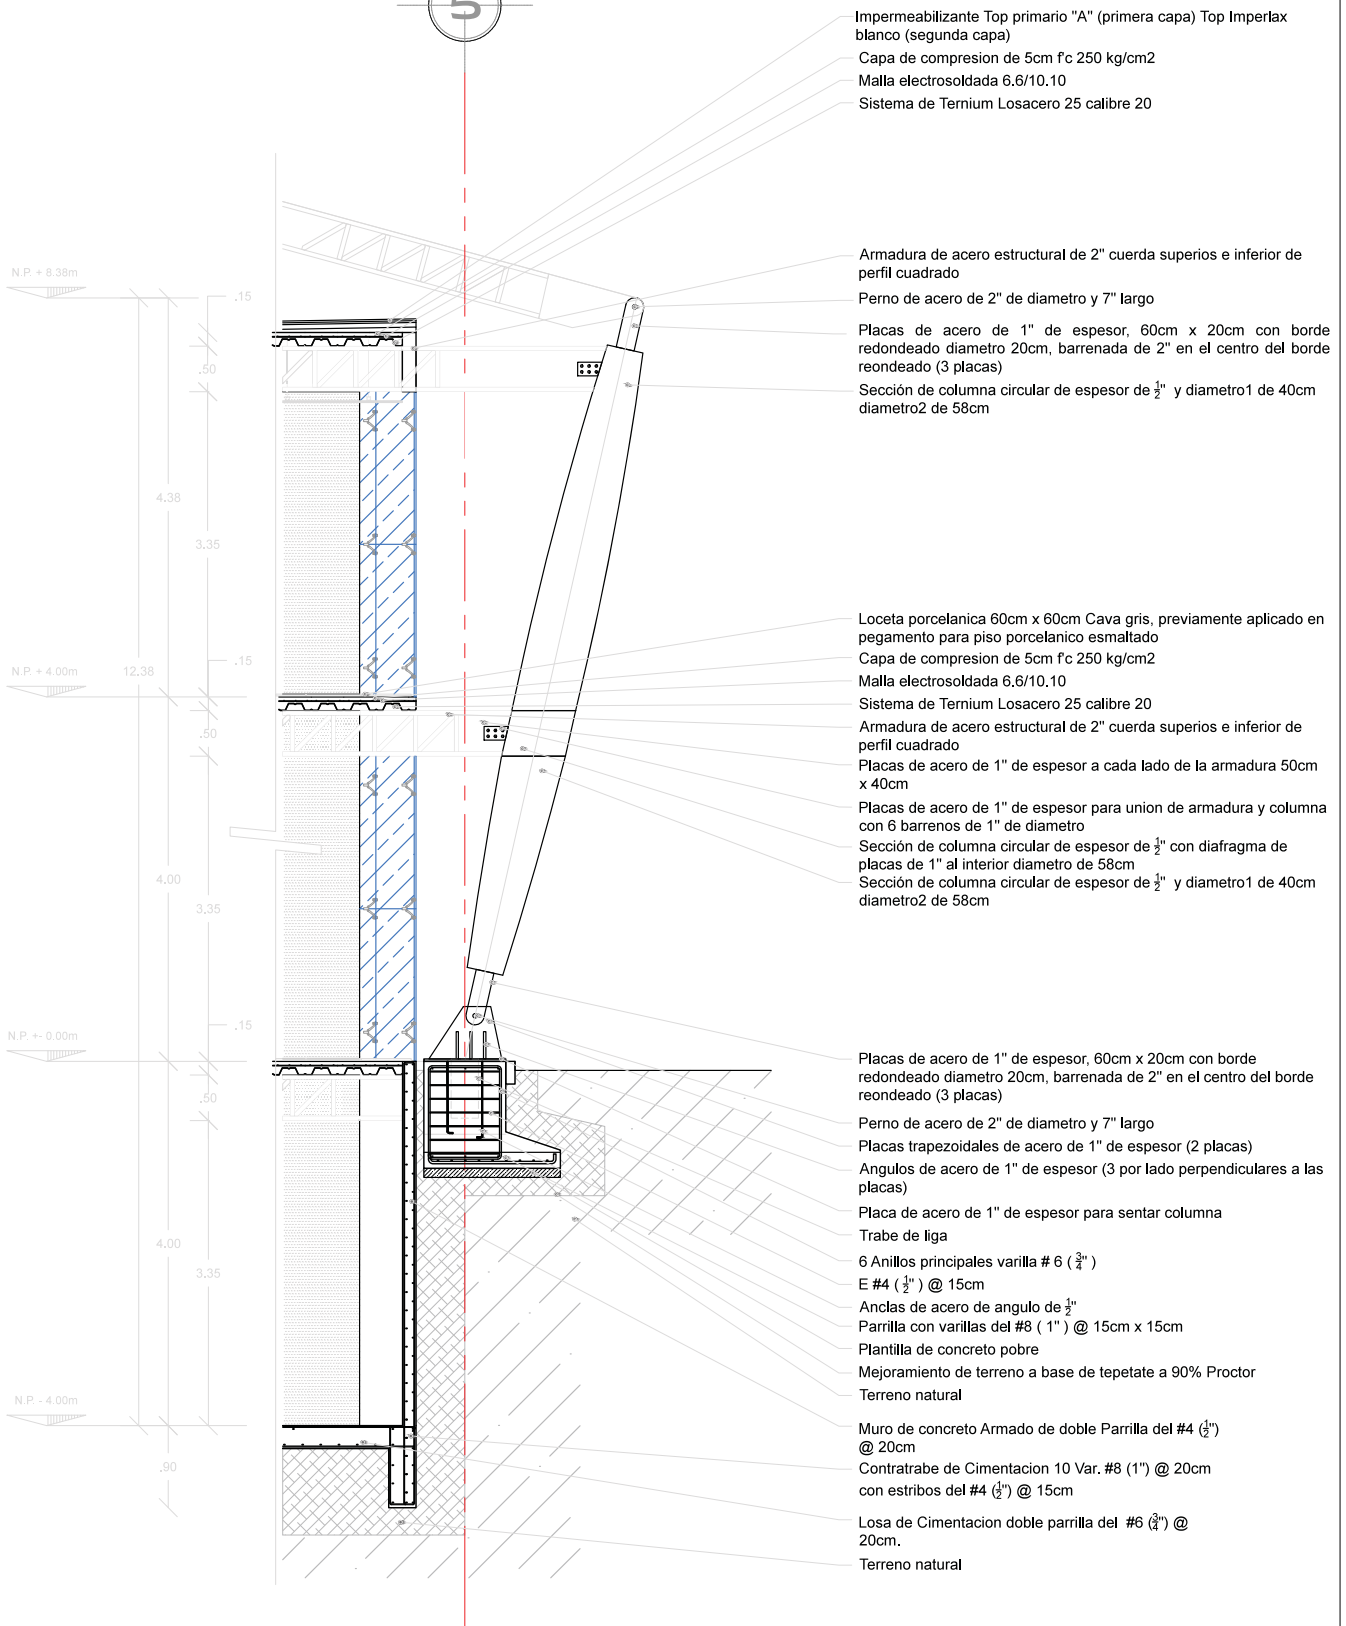 5
Impermeabilizante Top primario "A" (primera capa) Top Imperlax
blanco (segunda capa)
Capa de compresion de 5cm f'c 250 kg/cm2
Malla electrosoldada 6.6/10.10
Sistema de Ternium Losacero 25 calibre 20
Armadura de acero estructural de 2" cuerda superios e inferior de
perfil cuadrado
Perno de acero de 2" de diametro y 7" largo
Placas de acero de 1" de espesor, 60cm x 20cm con borde
redondeado diametro 20cm, barrenada de 2" en el centro del borde
reondeado (3 placas)
Sección de columna circular de espesor de ½" y diametro1 de 40cm
diametro2 de 58cm
Loceta porcelanica 60cm x 60cm Cava gris, previamente aplicado en
pegamento para piso porcelanico esmaltado
Capa de compresion de 5cm f'c 250 kg/cm2
Malla electrosoldada 6.6/10.10
Sistema de Ternium Losacero 25 calibre 20
Armadura de acero estructural de 2" cuerda superios e inferior de
perfil cuadrado
Placas de acero de 1" de espesor a cada lado de la armadura 50cm
x 40cm
Placas de acero de 1" de espesor para union de armadura y columna
con 6 barrenos de 1" de diametro
Sección de columna circular de espesor de ½" con diafragma de
placas de 1" al interior diametro de 58cm
Sección de columna circular de espesor de ½" y diametro1 de 40cm
diametro2 de 58cm
Placas de acero de 1" de espesor, 60cm x 20cm con borde
redondeado diametro 20cm, barrenada de 2" en el centro del borde
reondeado (3 placas)
Perno de acero de 2" de diametro y 7" largo
Placas trapezoidales de acero de 1" de espesor (2 placas)
Angulos de acero de 1" de espesor (3 por lado perpendiculares a las
placas)
Placa de acero de 1" de espesor para sentar columna
Trabe de liga
6 Anillos principales varilla # 6 ( ¾" )
E #4 ( ½" ) @ 15cm
Anclas de acero de angulo de ½"
Parrilla con varillas del #8 ( 1" ) @ 15cm x 15cm
Plantilla de concreto pobre
Mejoramiento de terreno a base de tepetate a 90% Proctor
Terreno natural
Muro de concreto Armado de doble Parrilla del #4 (½")
@ 20cm
Contratrabe de Cimentacion 10 Var. #8 (1") @ 20cm
con estribos del #4 (½") @ 15cm
Losa de Cimentacion doble parrilla del #6 (¾") @
20cm.
Terreno natural
N.P. + 8.38m
.15
.50
4.38
3.35
.15
N.P. + 4.00m
12.38
.50
4.00
3.35
.15
N.P. +- 0.00m
.50
4.00
3.35
N.P. - 4.00m
.90